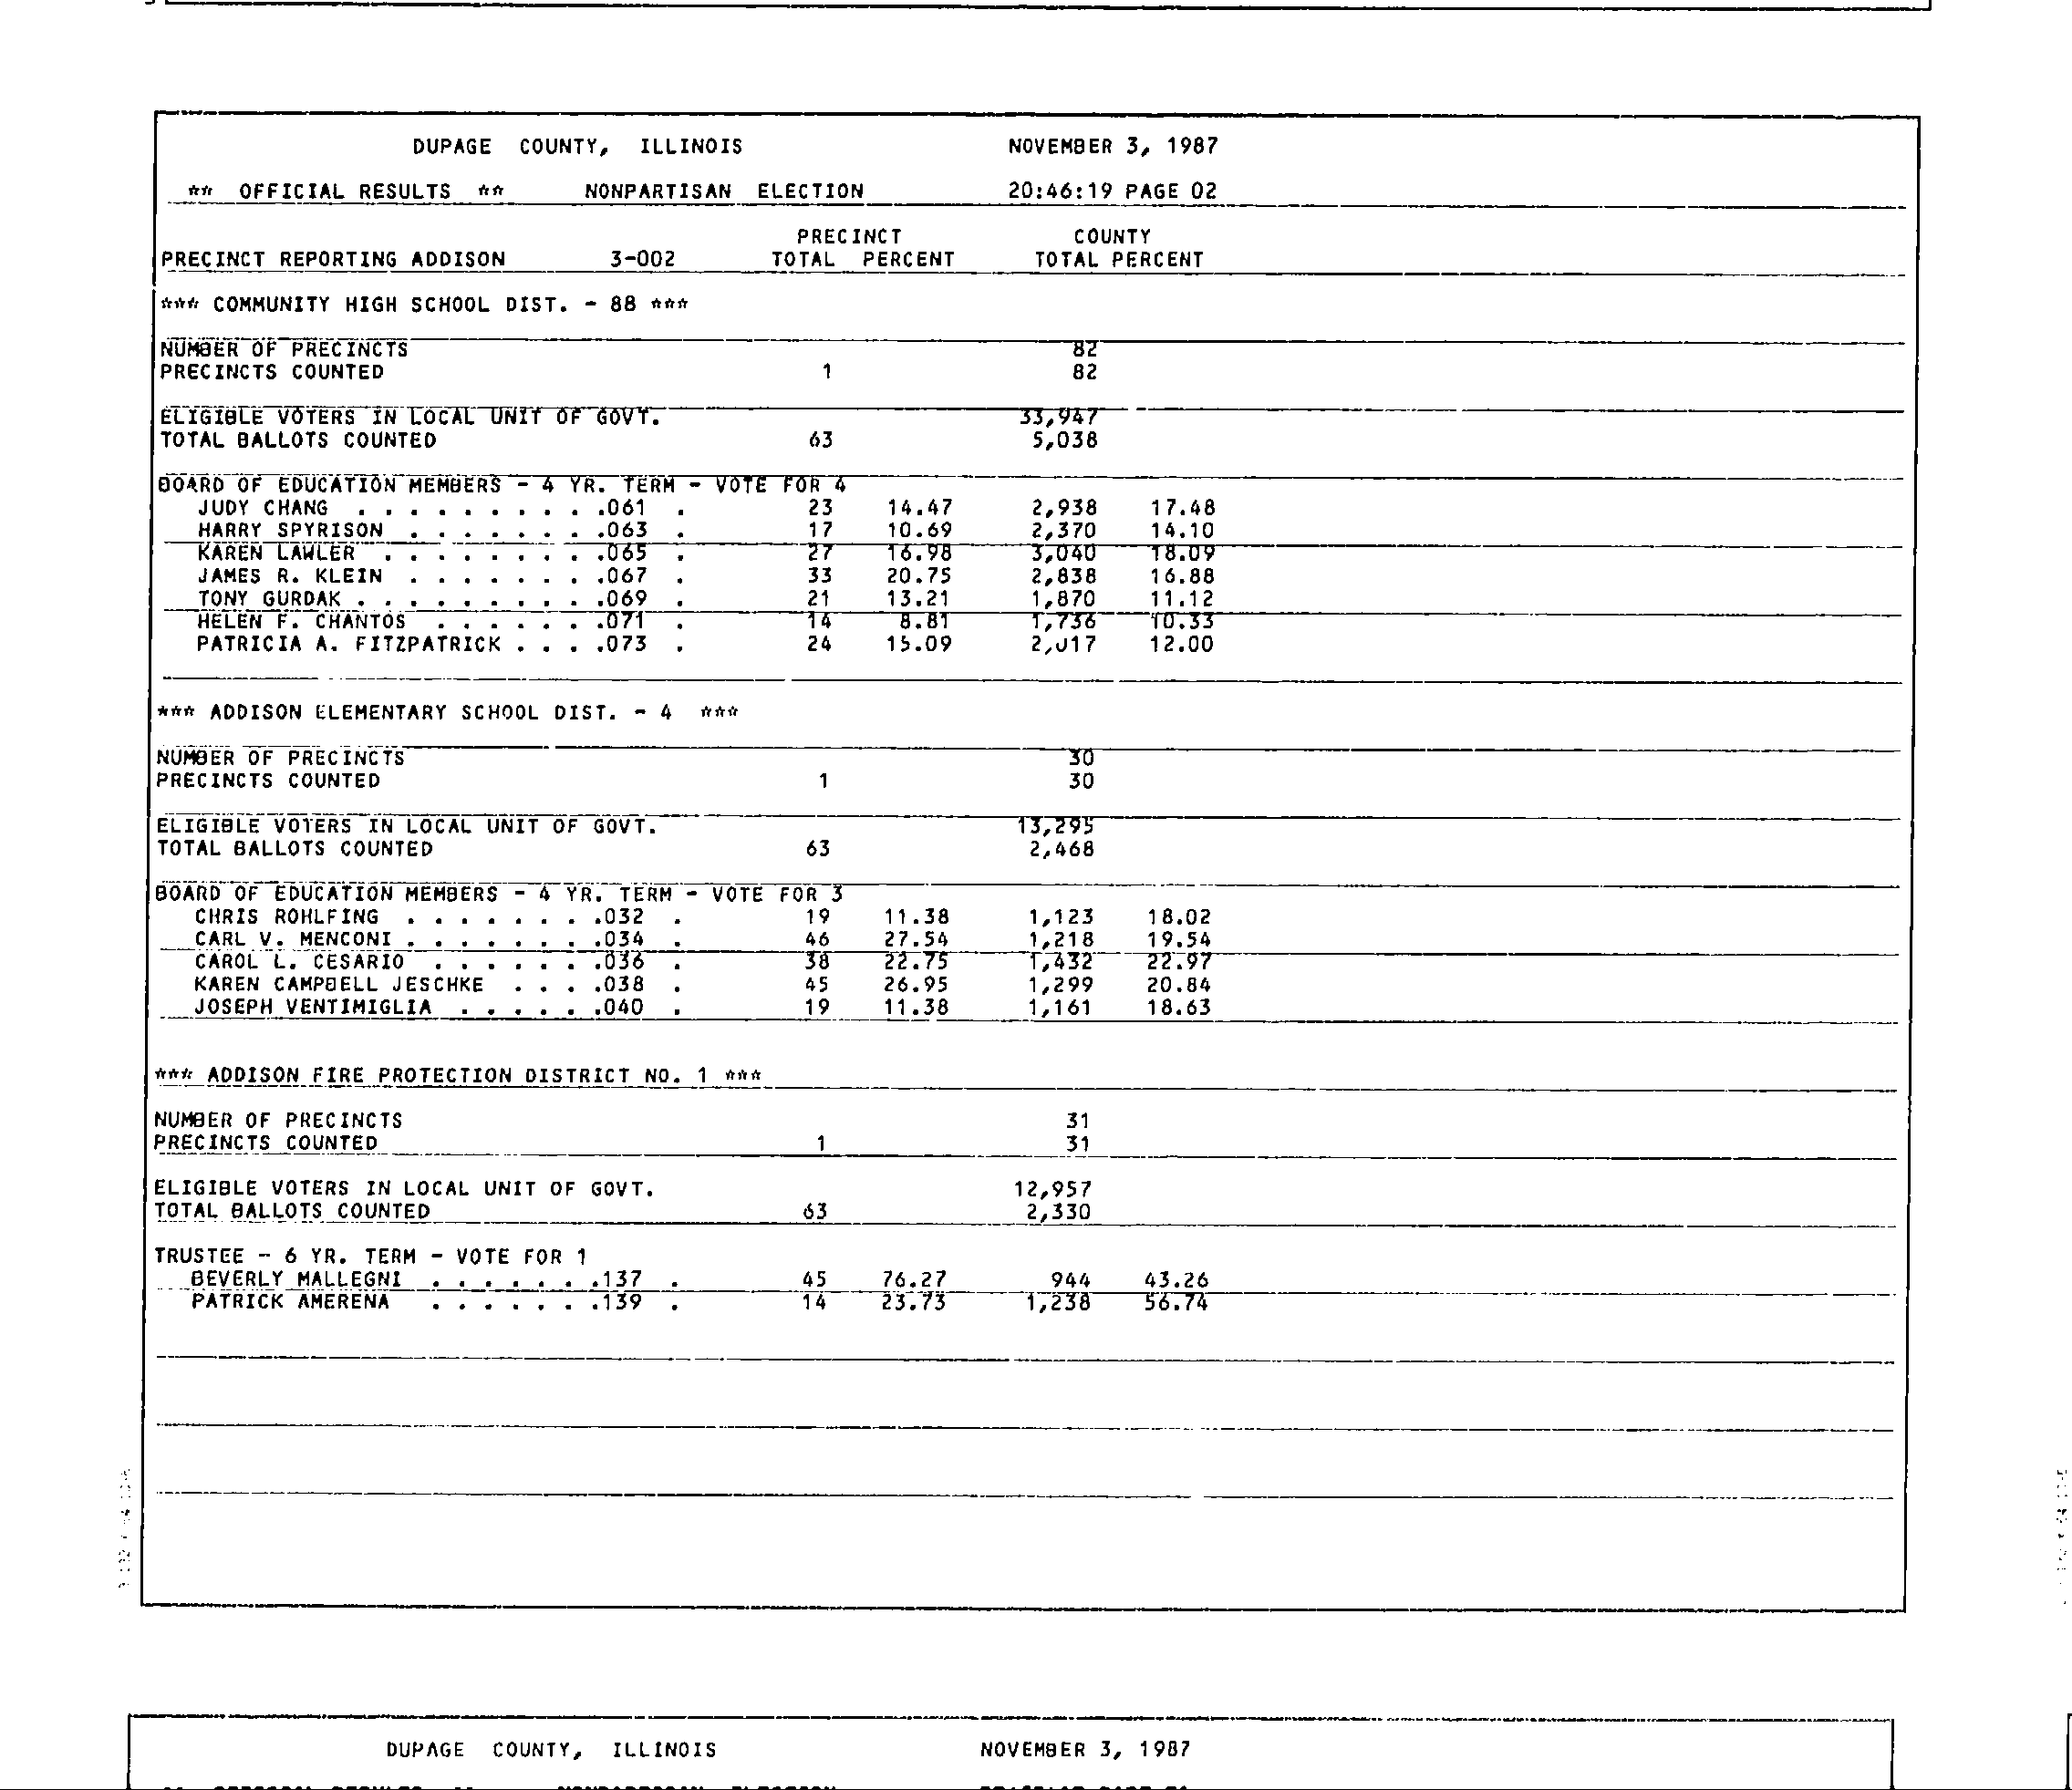 DUPAGE COUNTY, ILLINOIS NOVEMBER 3, 1987
** OFFICIAL RESULTS ** NONPARTISAN ELECTION 20:46:19 PAGE 02
PRECINCT COUNTY
PRECINCT REPORTING ADDISON 3-002 TOTAL PERCENT TOTAL PERCENT
*** COMMUNITY HIGH SCHOOL DIST. - 88 ***
NUMBER OF PRECINCTS 82
PRECINCTS COUNTED 1 82
ELIGIBLE VOTERS IN LOCAL UNIT OF GOVT. 33,947
TOTAL BALLOTS COUNTED 63 5,038
BOARD OF EDUCATION MEMBERS - 4 YR. TERM - VOTE FOR 4
JUDY CHANG . . . . . . . . . .061 . 23 14.47 2,938 17.48
HARRY SPYRISON . . . . . . . .063 . 17 10.69 2,370 14.10
KAREN LAWLER . . . . . . . . .065 . 27 16.98 3,040 18.09
JAMES R. KLEIN . . . . . . . .067 . 33 20.75 2,838 16.88
TONY GURDAK . . . . . . . . . .069 . 21 13.21 1,870 11.12
HELEN F. CHANTOS . . . . . . .071 . 14 8.81 1,736 10.33
PATRICIA A. FITZPATRICK . . . .073 . 24 15.09 2,017 12.00
*** ADDISON ELEMENTARY SCHOOL DIST. - 4 ***
NUMBER OF PRECINCTS 30
PRECINCTS COUNTED 1 30
ELIGIBLE VOTERS IN LOCAL UNIT OF GOVT. 13,295
TOTAL BALLOTS COUNTED 63 2,468
BOARD OF EDUCATION MEMBERS - 4 YR. TERM - VOTE FOR 3
CHRIS ROHLFING . . . . . . . .032 . 19 11.38 1,123 18.02
CARL V. MENCONI . . . . . . . .034 . 46 27.54 1,218 19.54
CAROL L. CESARIO . . . . . . .036 . 38 22.75 1,432 22.97
KAREN CAMPBELL JESCHKE . . . .038 . 45 26.95 1,299 20.84
JOSEPH VENTIMIGLIA . . . . . .040 . 19 11.38 1,161 18.63
*** ADDISON FIRE PROTECTION DISTRICT NO. 1 ***
NUMBER OF PRECINCTS 31
PRECINCTS COUNTED 1 31
ELIGIBLE VOTERS IN LOCAL UNIT OF GOVT. 12,957
TOTAL BALLOTS COUNTED 63 2,330
TRUSTEE - 6 YR. TERM - VOTE FOR 1
BEVERLY MALLEGNI . . . . . . .137 . 45 76.27 944 43.26
PATRICK AMERENA . . . . . . .139 . 14 23.73 1,238 56.74
DUPAGE COUNTY, ILLINOIS NOVEMBER 3, 1987